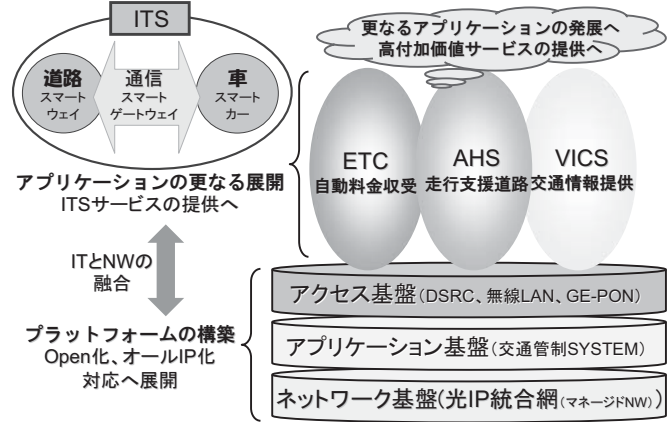 ITS
道路
スマート
ウェイ
通信
スマート
ゲートウェイ
車
スマート
カー
アプリケーションの更なる展開
ITSサービスの提供へ
ITとNWの
融合
プラットフォームの構築
Open化、オールIP化
対応へ展開
更なるアプリケーションの発展へ
高付加価値サービスの提供へ
ETC
自動料金収受
AHS
走行支援道路
VICS
交通情報提供
アクセス基盤(DSRC、無線LAN、GE-PON)
アプリケーション基盤(交通管制SYSTEM)
ネットワーク基盤(光IP統合網(マネージドNW))